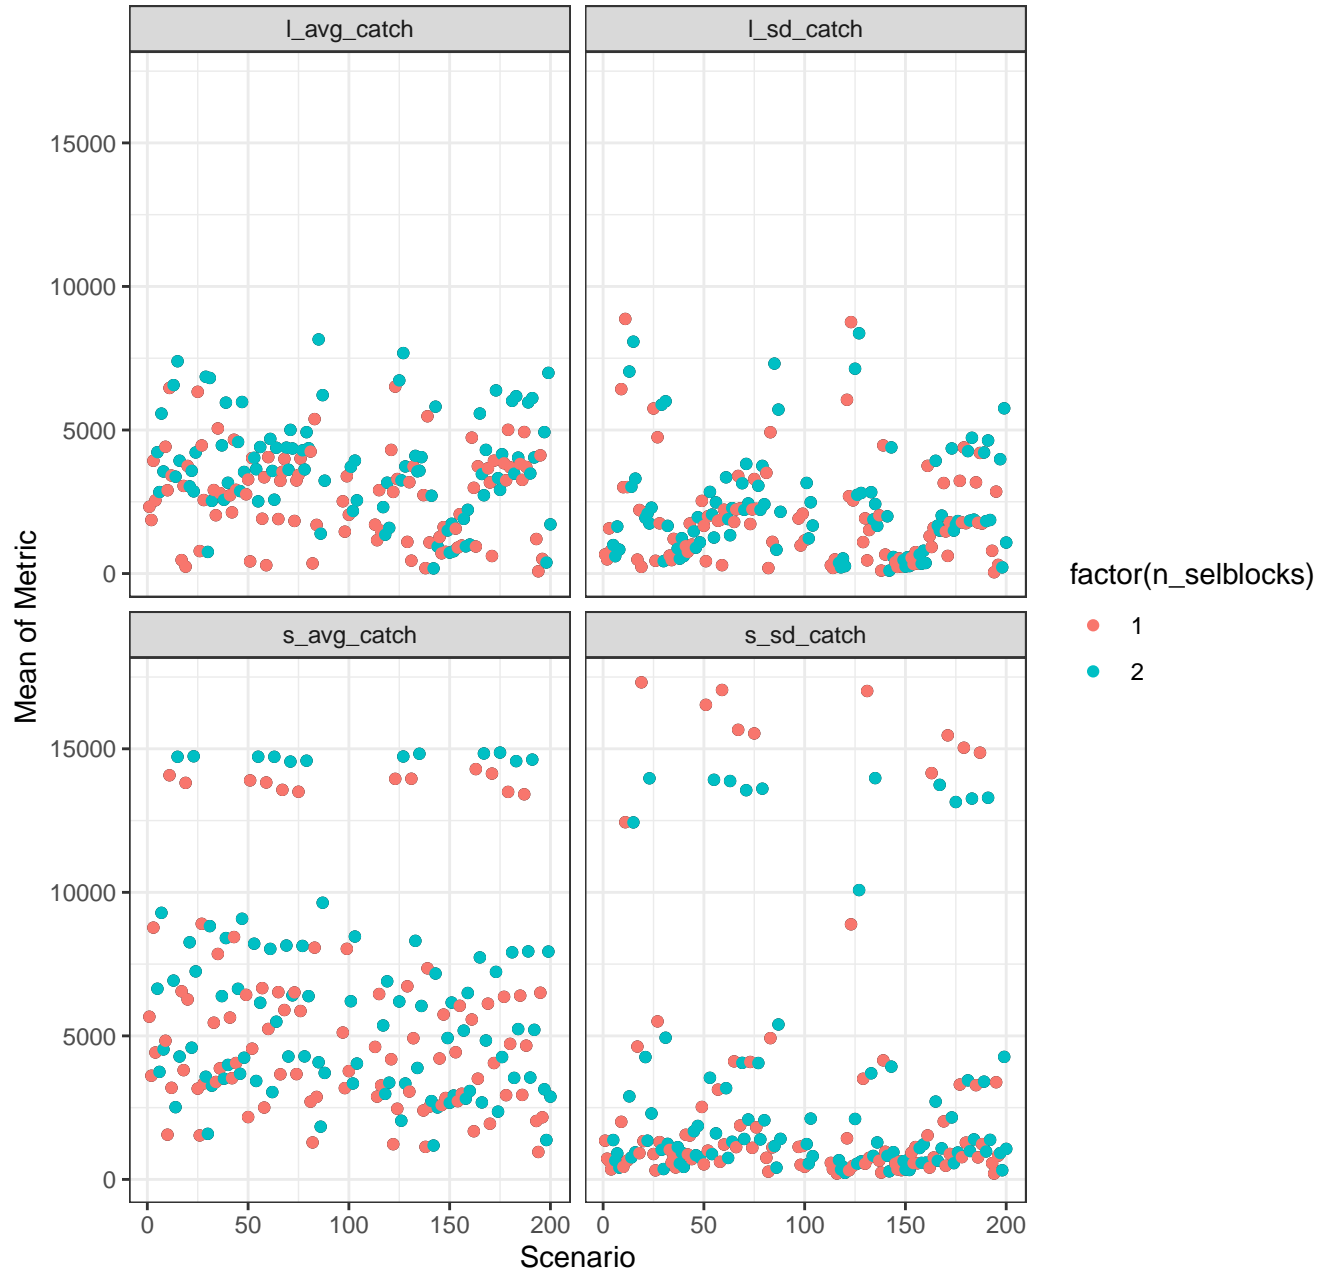 l_avg_catch
l_sd_catch
15000
10000
5000
0
s_avg_catch
s_sd_catch
15000
10000
5000
0
0 50 100 150 200
0 50 100 150 200
Scenario
Mean of Metric
factor(n_selblocks)
1
2